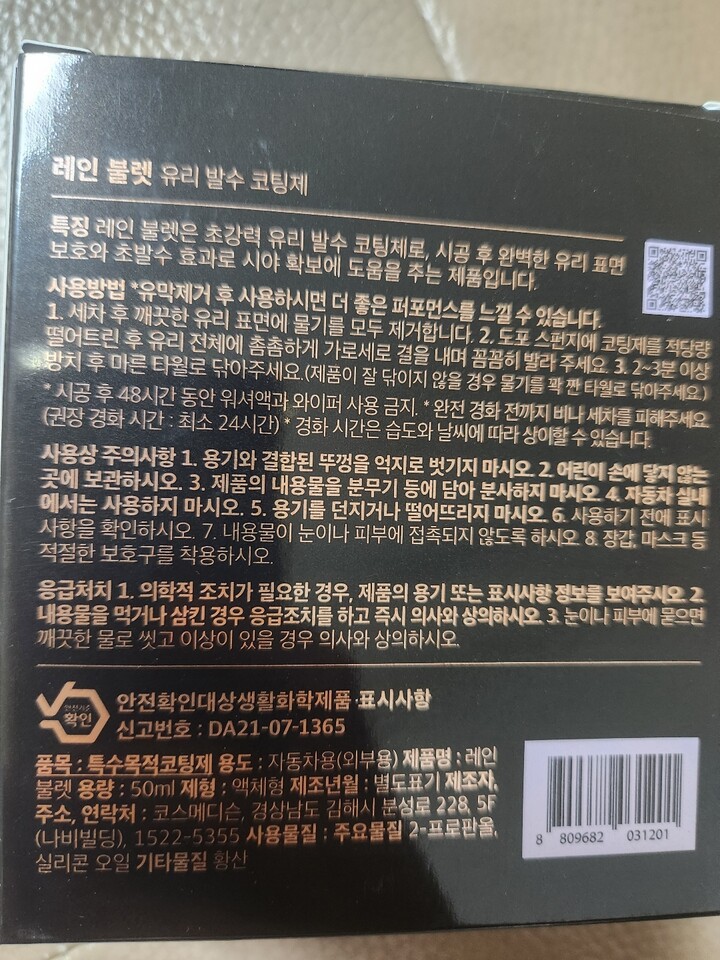 레인 불렛 유리 발수 코팅제
특징 레인 불렛은 초강력 유리 발수 코팅제로, 시공 후 완벽한 유리 표면
보호와 초발수 효과로 시야 확보에 도움을 주는 제품입니다.
사용방법 *유막제거 후 사용하시면 더 좋은 퍼포먼스를 느낄 수 있습니다.
1. 세차 후 깨끗한 유리 표면에 물기를 모두 제거합니다. 2. 도포 스펀지에 코팅제를 적당량
떨어트린 후 유리 전체에 촘촘하게 가로세로 결을 내며 꼼꼼히 발라 주세요. 3. 2~3분 이상
방치 후 마른 타월로 닦아주세요.(제품이 잘 닦이지 않을 경우 물기를 꽉 짠 타월로 닦아주세요.)
* 시공 후 48시간 동안 워셔액과 와이퍼 사용 금지. * 완전 경화 전까지 비나 세차를 피해주세요
(권장 경화 시간 : 최소 24시간) * 경화 시간은 습도와 날씨에 따라 상이할 수 있습니다.
사용상 주의사항 1. 용기와 결합된 뚜껑을 억지로 벗기지 마시오. 2. 어린이 손에 닿지 않는
곳에 보관하시오. 3. 제품의 내용물을 분무기 등에 담아 분사하지 마시오. 4. 자동차 실내
에서는 사용하지 마시오. 5. 용기를 던지거나 떨어뜨리지 마시오. 6. 사용하기 전에 표시
사항을 확인하시오. 7. 내용물이 눈이나 피부에 접촉되지 않도록 하시오 8. 장갑, 마스크 등
적절한 보호구를 착용하시오.
응급처치 1. 의학적 조치가 필요한 경우, 제품의 용기 또는 표시사항 정보를 보여주시오. 2.
내용물을 먹거나 삼킨 경우 응급조치를 하고 즉시 의사와 상의하시오. 3. 눈이나 피부에 묻으면
깨끗한 물로 씻고 이상이 있을 경우 의사와 상의하시오.
안전기준
확인
안전확인대상생활화학제품 표시사항
신고번호 : DA21-07-1365
품목 : 특수목적코팅제 용도 : 자동차용(외부용) 제품명 : 레인
불렛 용량 : 50ml 제형 : 액체형 제조년월 : 별도표기 제조자,
주소, 연락처 : 코스메디슨, 경상남도 김해시 분성로 228, 5F
(나비빌딩), 1522-5355 사용물질 : 주요물질 2-프로판올,
실리콘 오일 기타물질 황산
8 809682 031201